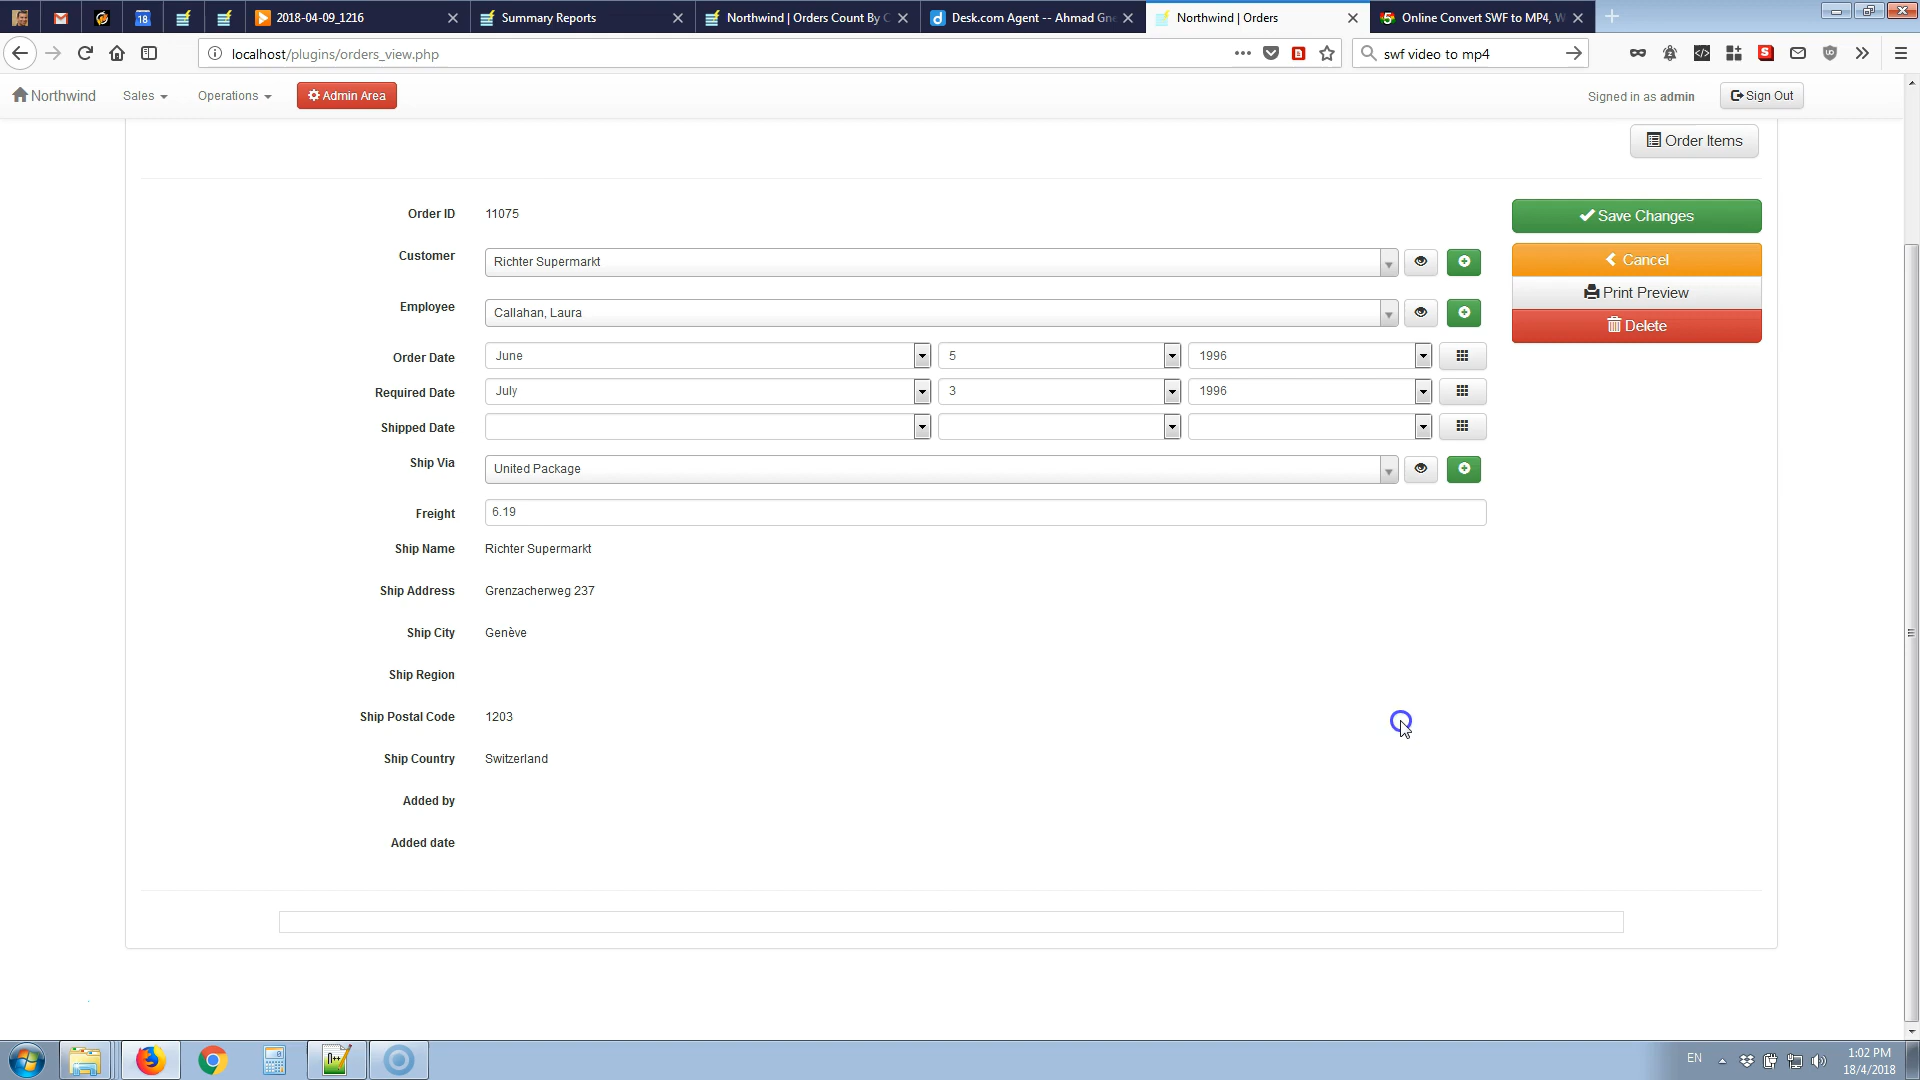 18 2018-04-09_1216 Summary Reports Northwind | Orders Count By C Desk.com Agent -- Ahmad Gne Northwind | Orders Online Convert SWF to MP4, W
localhost/plugins/orders_view.php swf video to mp4
Northwind Sales Operations Admin Area Signed in as admin Sign Out
Order Items
Order ID 11075 Save Changes
Customer Richter Supermarkt Cancel
Print Preview
Employee Callahan, Laura Delete
Order Date June 5 1996
Required Date July 3 1996
Shipped Date
Ship Via United Package
Freight 6.19
Ship Name Richter Supermarkt
Ship Address Grenzacherweg 237
Ship City Genève
Ship Region
Ship Postal Code 1203
Ship Country Switzerland
Added by
Added date
EN 1:02 PM
18/4/2018